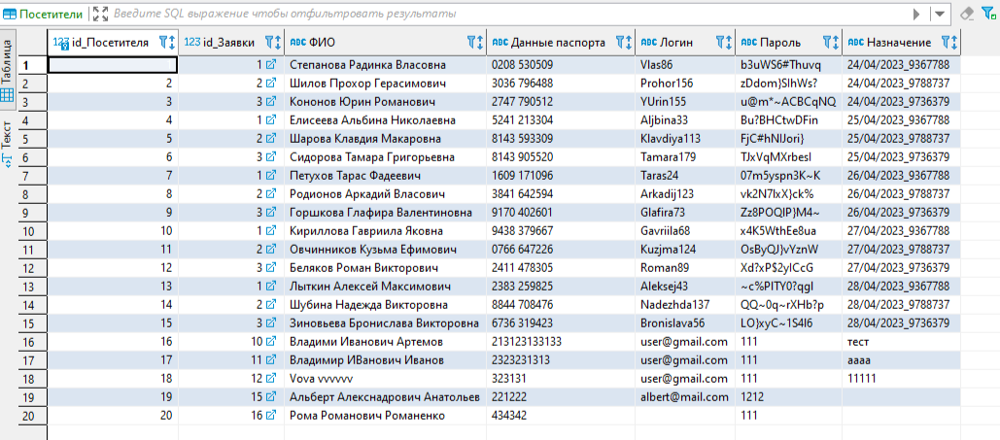 Посетители Введите SQL выражение чтобы отфильтровать результаты
Таблица
Текст
123 id_Посетителя 123 id_Заявки ABC ФИО ABC Данные паспорта ABC Логин ABC Пароль ABC Назначение
1 1 Степанова Радинка Власовна 0208 530509 Vlas86 b3uWS6#Thuvq 24/04/2023_9367788
2 2 2 Шилов Прохор Герасимович 3036 796488 Prohor156 zDdom}SIhWs? 24/04/2023_9788737
3 3 3 Кононов Юрин Романович 2747 790512 YUrin155 u@m*~ACBCqNQ 24/04/2023_9736379
4 4 1 Елисеева Альбина Николаевна 5241 213304 Aljbina33 Bu?BHCtwDFin 25/04/2023_9367788
5 5 2 Шарова Клавдия Макаровна 8143 593309 Klavdiya113 FjC#hNIJori} 25/04/2023_9788737
6 6 3 Сидорова Тамара Григорьевна 8143 905520 Tamara179 TJxVqMXrbesI 25/04/2023_9736379
7 7 1 Петухов Тарас Фадеевич 1609 171096 Taras24 07m5yspn3K~K 26/04/2023_9367788
8 8 2 Родионов Аркадий Власович 3841 642594 Arkadij123 vk2N7lxX}ck% 26/04/2023_9788737
9 9 3 Горшкова Глафира Валентиновна 9170 402601 Glafira73 Zz8POQlP}M4~ 26/04/2023_9736379
10 10 1 Кириллова Гавриила Яковна 9438 379667 Gavriila68 x4K5WthEe8ua 27/04/2023_9367788
11 11 2 Овчинников Кузьма Ефимович 0766 647226 Kuzjma124 OsByQJ}vYznW 27/04/2023_9788737
12 12 3 Беляков Роман Викторович 2411 478305 Roman89 Xd?xP$2yICcG 27/04/2023_9736379
13 13 1 Лыткин Алексей Максимович 2383 259825 Aleksej43 ~c%PlTY0?qgl 28/04/2023_9367788
14 14 2 Шубина Надежда Викторовна 8844 708476 Nadezhda137 QQ~0q~rXHb?p 28/04/2023_9788737
15 15 3 Зиновьева Бронислава Викторовна 6736 319423 Bronislava56 LO}xyC~1S4l6 28/04/2023_9736379
16 16 10 Владими Иванович Артемов 213123133133 user@gmail.com 111 тест
17 17 11 Владимир ИВанович Иванов 2323231313 user@gmail.com 111 аааа
18 18 12 Vova vvvvvv 323131 user@gmail.com 111 11111
19 19 15 Альберт Алекснадрович Анатольев 221222 albert@mail.com 1212
20 20 16 Рома Романович Романенко 434342 111